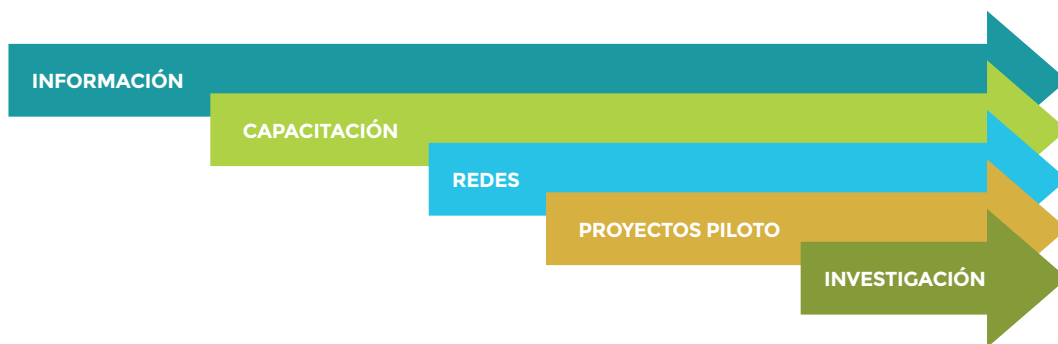 INFORMACIÓN
CAPACITACIÓN
REDES
PROYECTOS PILOTO
INVESTIGACIÓN